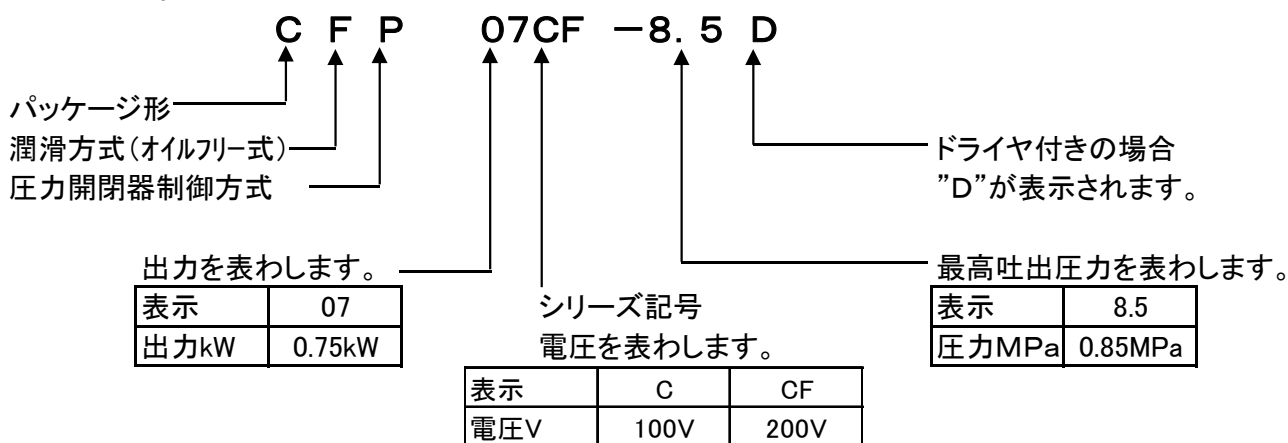 C F P 07CF －8．5 D
パッケージ形
潤滑方式（オイルフリー式）
圧力開閉器制御方式
ドライヤ付きの場合
”D”が表示されます。
出力を表わします。
表示 07
出力kW 0.75kW
シリーズ記号
電圧を表わします。
表示 C CF
電圧V 100V 200V
最高吐出圧力を表わします。
表示 8.5
圧力MPa 0.85MPa